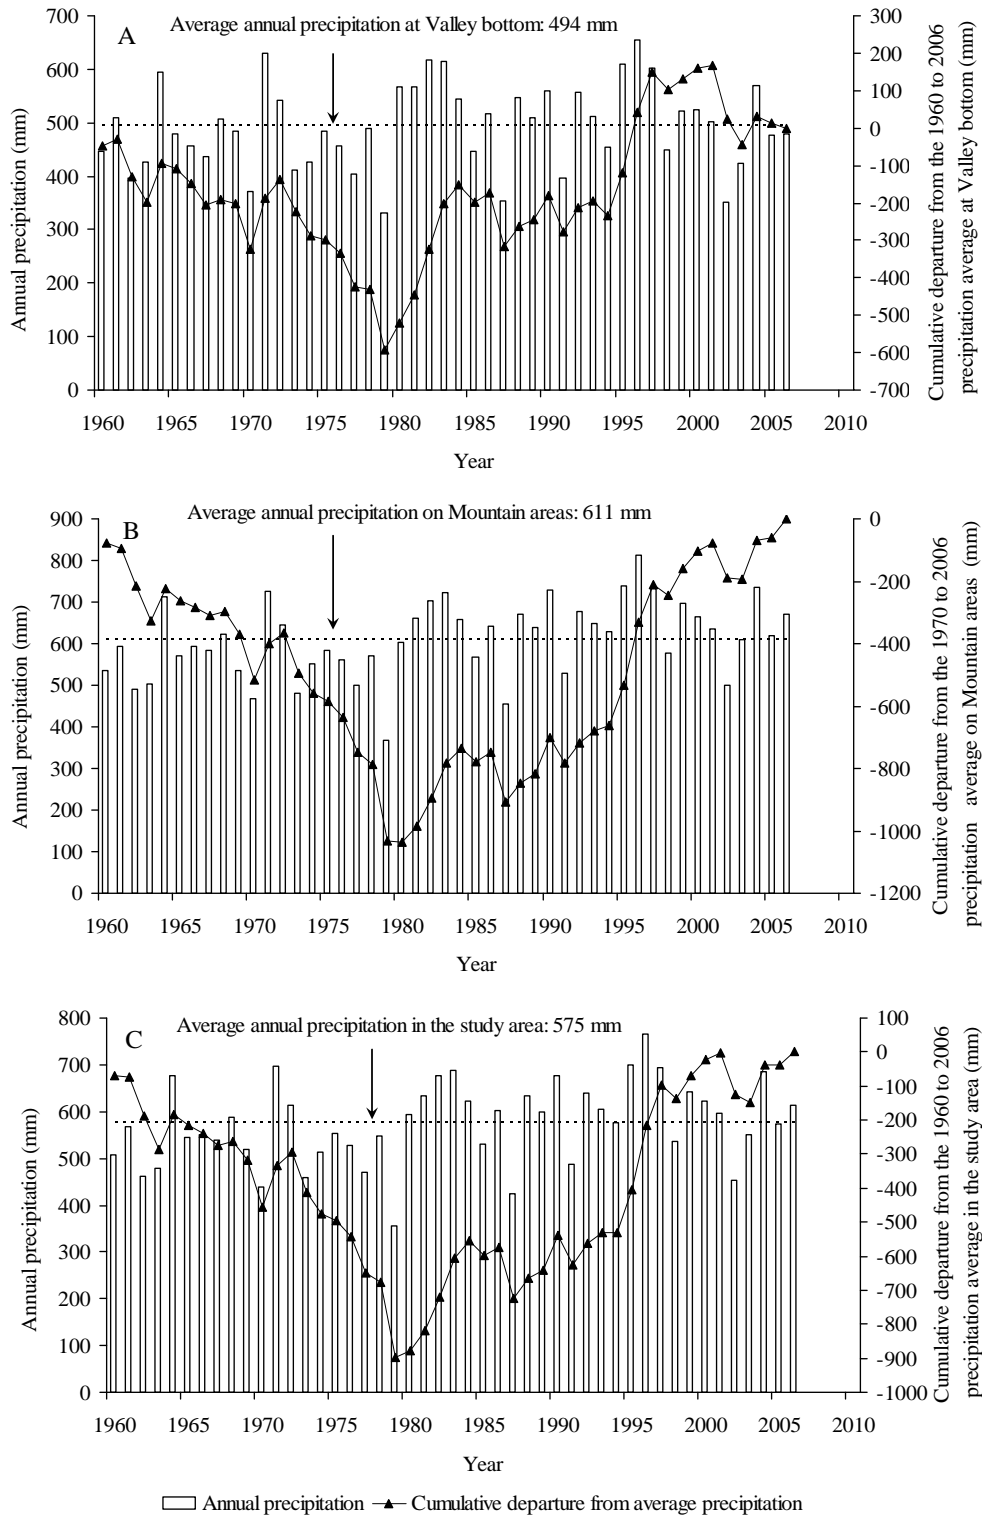 A
Average annual precipitation at Valley bottom: 494 mm
700
600
500
400
300
200
100
0
300
200
100
0
-100
-200
-300
-400
-500
-600
-700
Annual precipitation (mm)
Cumulative departure from the 1960 to 2006
precipitation average at Valley bottom (mm)
1960 1965 1970 1975 1980 1985 1990 1995 2000 2005 2010
Year
B
Average annual precipitation on Mountain areas: 611 mm
900
800
700
600
500
400
300
200
100
0
0
-200
-400
-600
-800
-1000
-1200
Annual precipitation (mm)
Cumulative departure from the 1970 to 2006
precipitation average on Mountain areas (mm)
1960 1965 1970 1975 1980 1985 1990 1995 2000 2005 2010
Year
C
Average annual precipitation in the study area: 575 mm
800
700
600
500
400
300
200
100
0
100
0
-100
-200
-300
-400
-500
-600
-700
-800
-900
-1000
Annual precipitation (mm)
Cumulative departure from the 1960 to 2006
precipitation average in the study area (mm)
1960 1965 1970 1975 1980 1985 1990 1995 2000 2005 2010
Year
Annual precipitation Cumulative departure from average precipitation